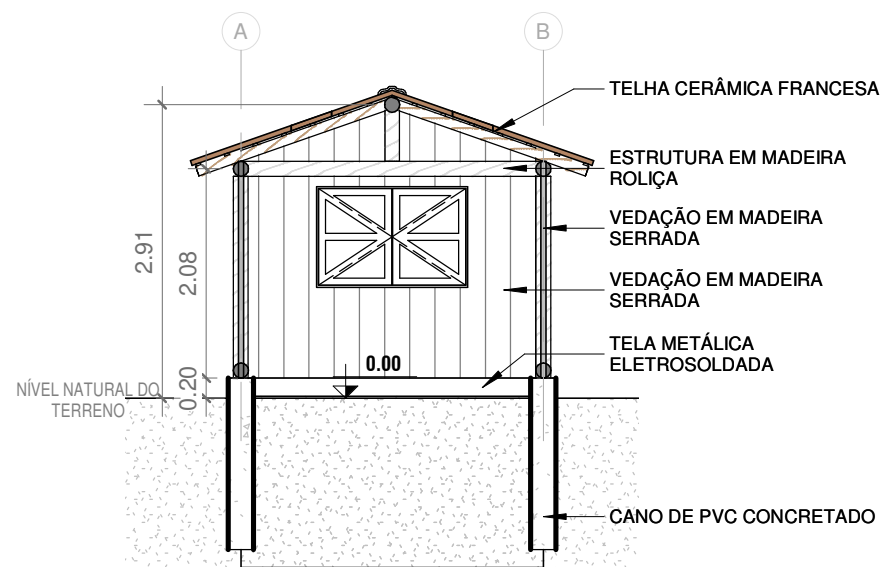 A
B
TELHA CERÂMICA FRANCESA
ESTRUTURA EM MADEIRA
ROLIÇA
VEDAÇÃO EM MADEIRA
SERRADA
VEDAÇÃO EM MADEIRA
SERRADA
TELA METÁLICA
ELETROSOLDADA
CANO DE PVC CONCRETADO
2.91
2.08
0.20
0.00
NÍVEL NATURAL DO
TERRENO